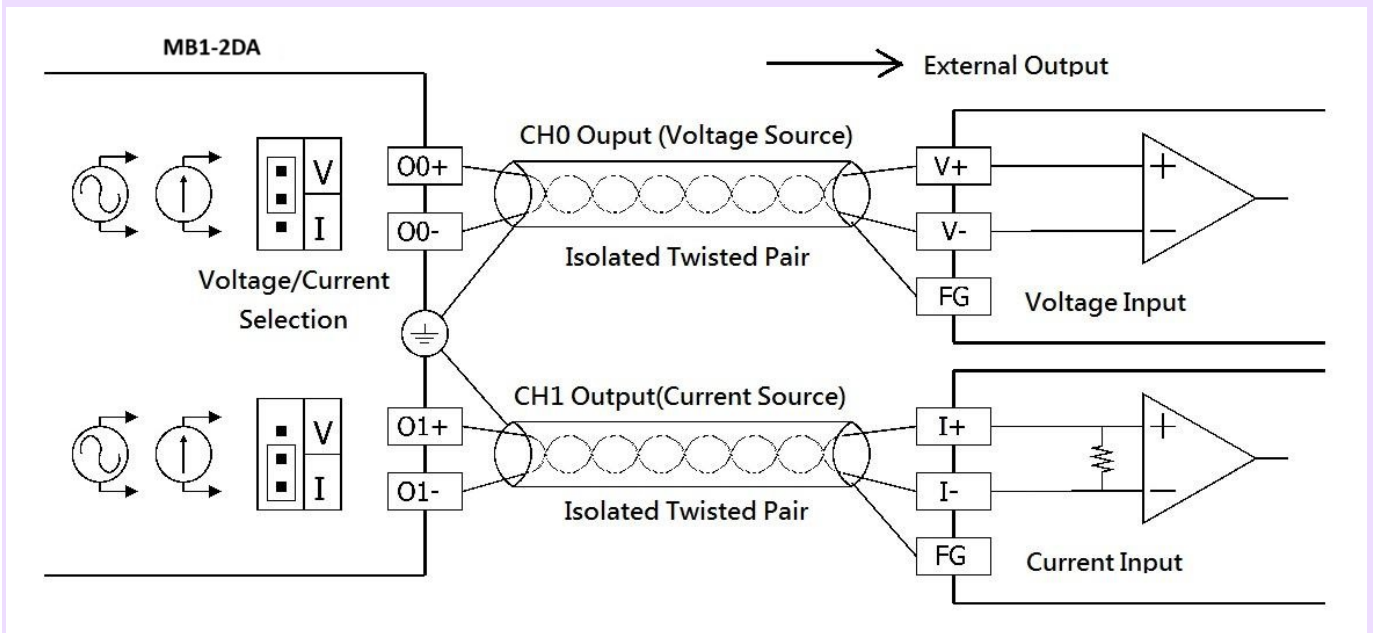 MB1-2DA
External Output
CH0 Ouput (Voltage Source)
V
I
O0+
O0-
V+
V-
FG
+
−
Isolated Twisted Pair
Voltage/Current
Selection
Voltage Input
CH1 Output(Current Source)
V
I
O1+
O1-
I+
I-
FG
+
−
Isolated Twisted Pair
Current Input